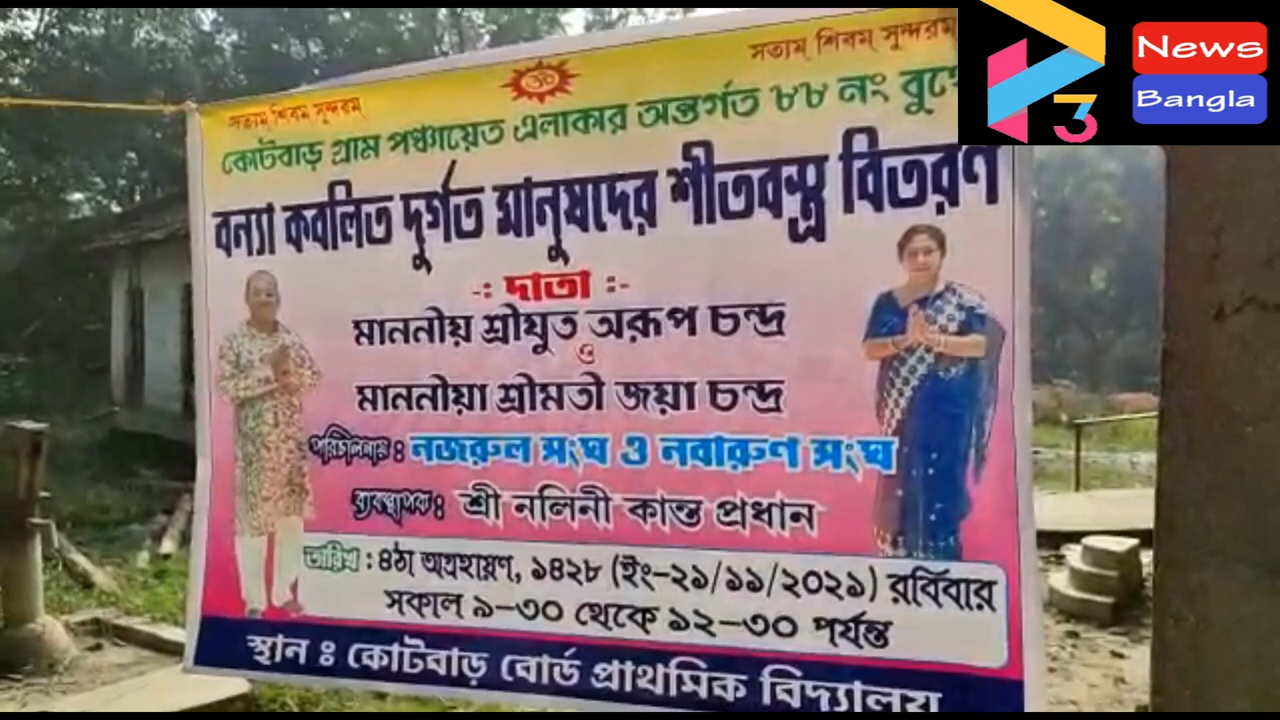 সত্যম্ শিবম্ সুন্দরম্
সত্যম শিবম সুন্দরম্
কোটবাড় গ্রাম পঞ্চায়েত এলাকার অন্তর্গত ৮৮ নং
বন্যা কবলিত দুর্গত মানুষদের শীতবস্ত্র বিতরণ
-: দাতা :-
মাননীয় শ্রীযুত অরূপ চন্দ্র
ও
মাননীয়া শ্রীমতী জয়া চন্দ্র
পরিচালনায় : নজরুল সংঘ ও নবারুণ সংঘ
ব্যবস্থাপক : শ্রী নলিনী কান্ত প্রধান
তারিখ : ৪ঠা অগ্রহায়ণ, ১৪২৮ (ইং-২১/১১/২০২১) রবিবার
সকাল ৯-৩০ থেকে ১২-৩০ পর্যন্ত
স্থান ঃ কোটবাড় বোর্ড প্রাথমিক বিদ্যালয়
3
News
Bangla